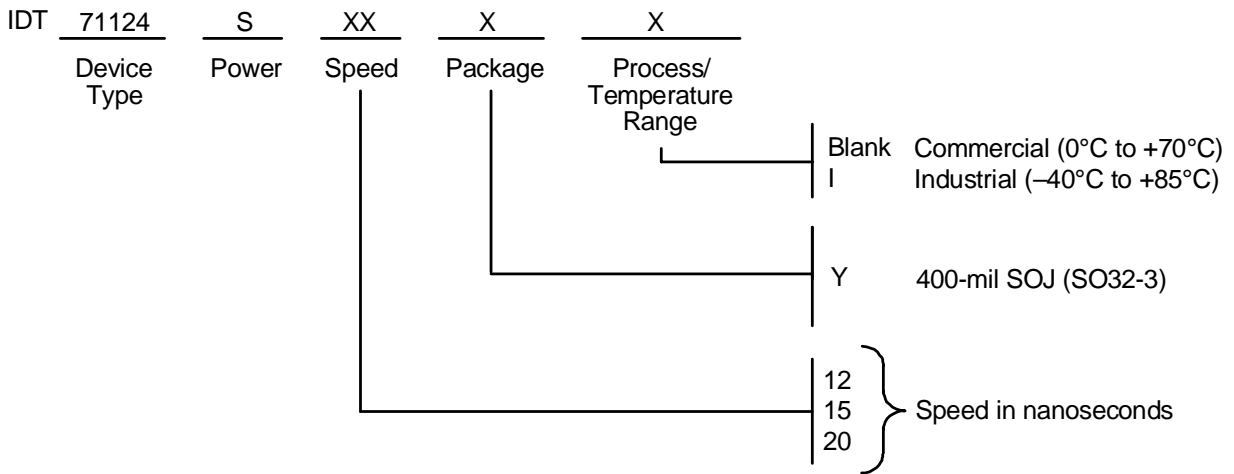 IDT 71124 S XX X X
Device Type
Power
Speed
Package
Process/
Temperature
Range
Blank Commercial (0°C to +70°C)
I Industrial (–40°C to +85°C)
Y 400-mil SOJ (SO32-3)
12
15
20
Speed in nanoseconds